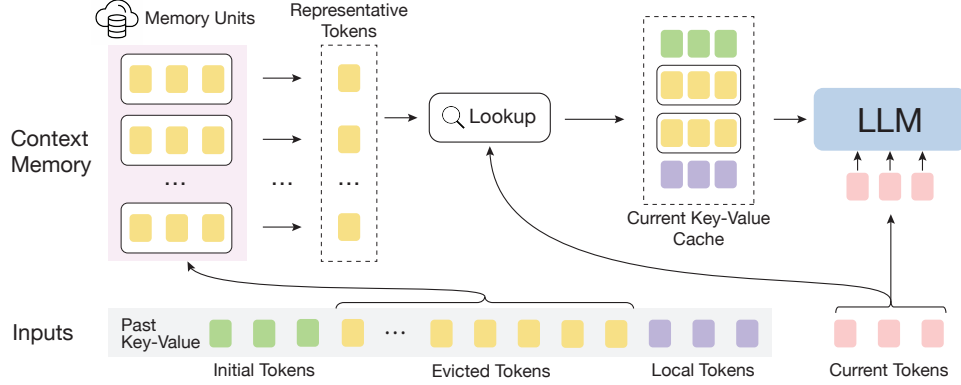 Memory Units
Representative
Tokens
Context
Memory
...
...
...
Lookup
LLM
Current Key-Value
Cache
Inputs
Past
Key-Value
...
Initial Tokens
Evicted Tokens
Local Tokens
Current Tokens